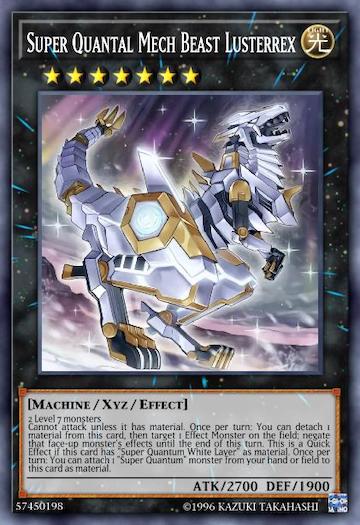 SUPER QUANTAL MECH BEAST LUSTERREX
LIGHT
光
[MACHINE / XYZ / EFFECT]
2 Level 7 monsters
Cannot attack unless it has material. Once per turn: You can detach 1
material from this card, then target 1 Effect Monster on the field; negate
that face-up monster's effects until the end of this turn. This is a Quick
Effect if this card has "Super Quantum White Layer" as material. Once per
turn: You can attach 1 "Super Quantum" monster from your hand or field to
this card as material.
ATK/2700 DEF/1900
57450198
©1996 KAZUKI TAKAHASHI